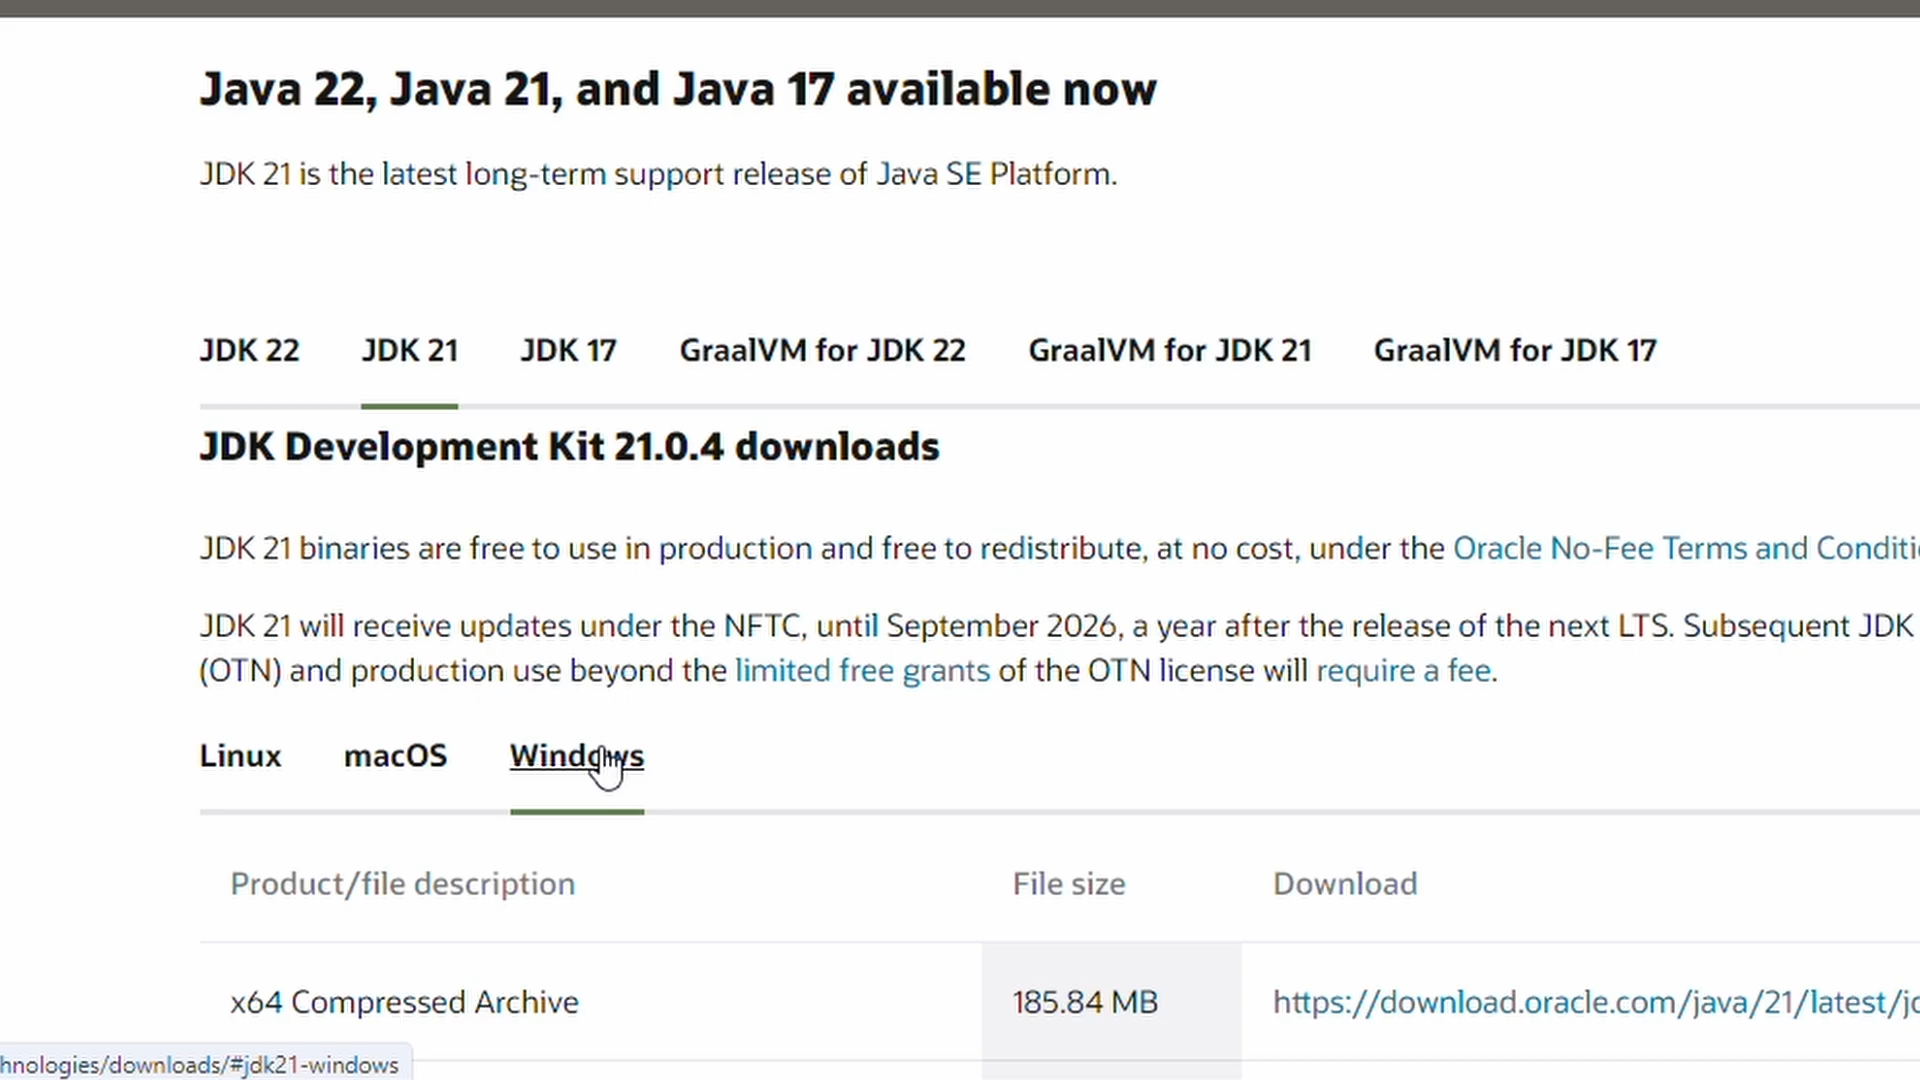 Java 22, Java 21, and Java 17 available now
JDK 21 is the latest long-term support release of Java SE Platform.
JDK 22 JDK 21 JDK 17 GraalVM for JDK 22 GraalVM for JDK 21 GraalVM for JDK 17
JDK Development Kit 21.0.4 downloads
JDK 21 binaries are free to use in production and free to redistribute, at no cost, under the Oracle No-Fee Terms and Conditi
JDK 21 will receive updates under the NFTC, until September 2026, a year after the release of the next LTS. Subsequent JDK
(OTN) and production use beyond the limited free grants of the OTN license will require a fee.
Linux macOS Windows
Product/file description File size Download
x64 Compressed Archive 185.84 MB https://download.oracle.com/java/21/latest/j
hnologies/downloads/#jdk21-windows